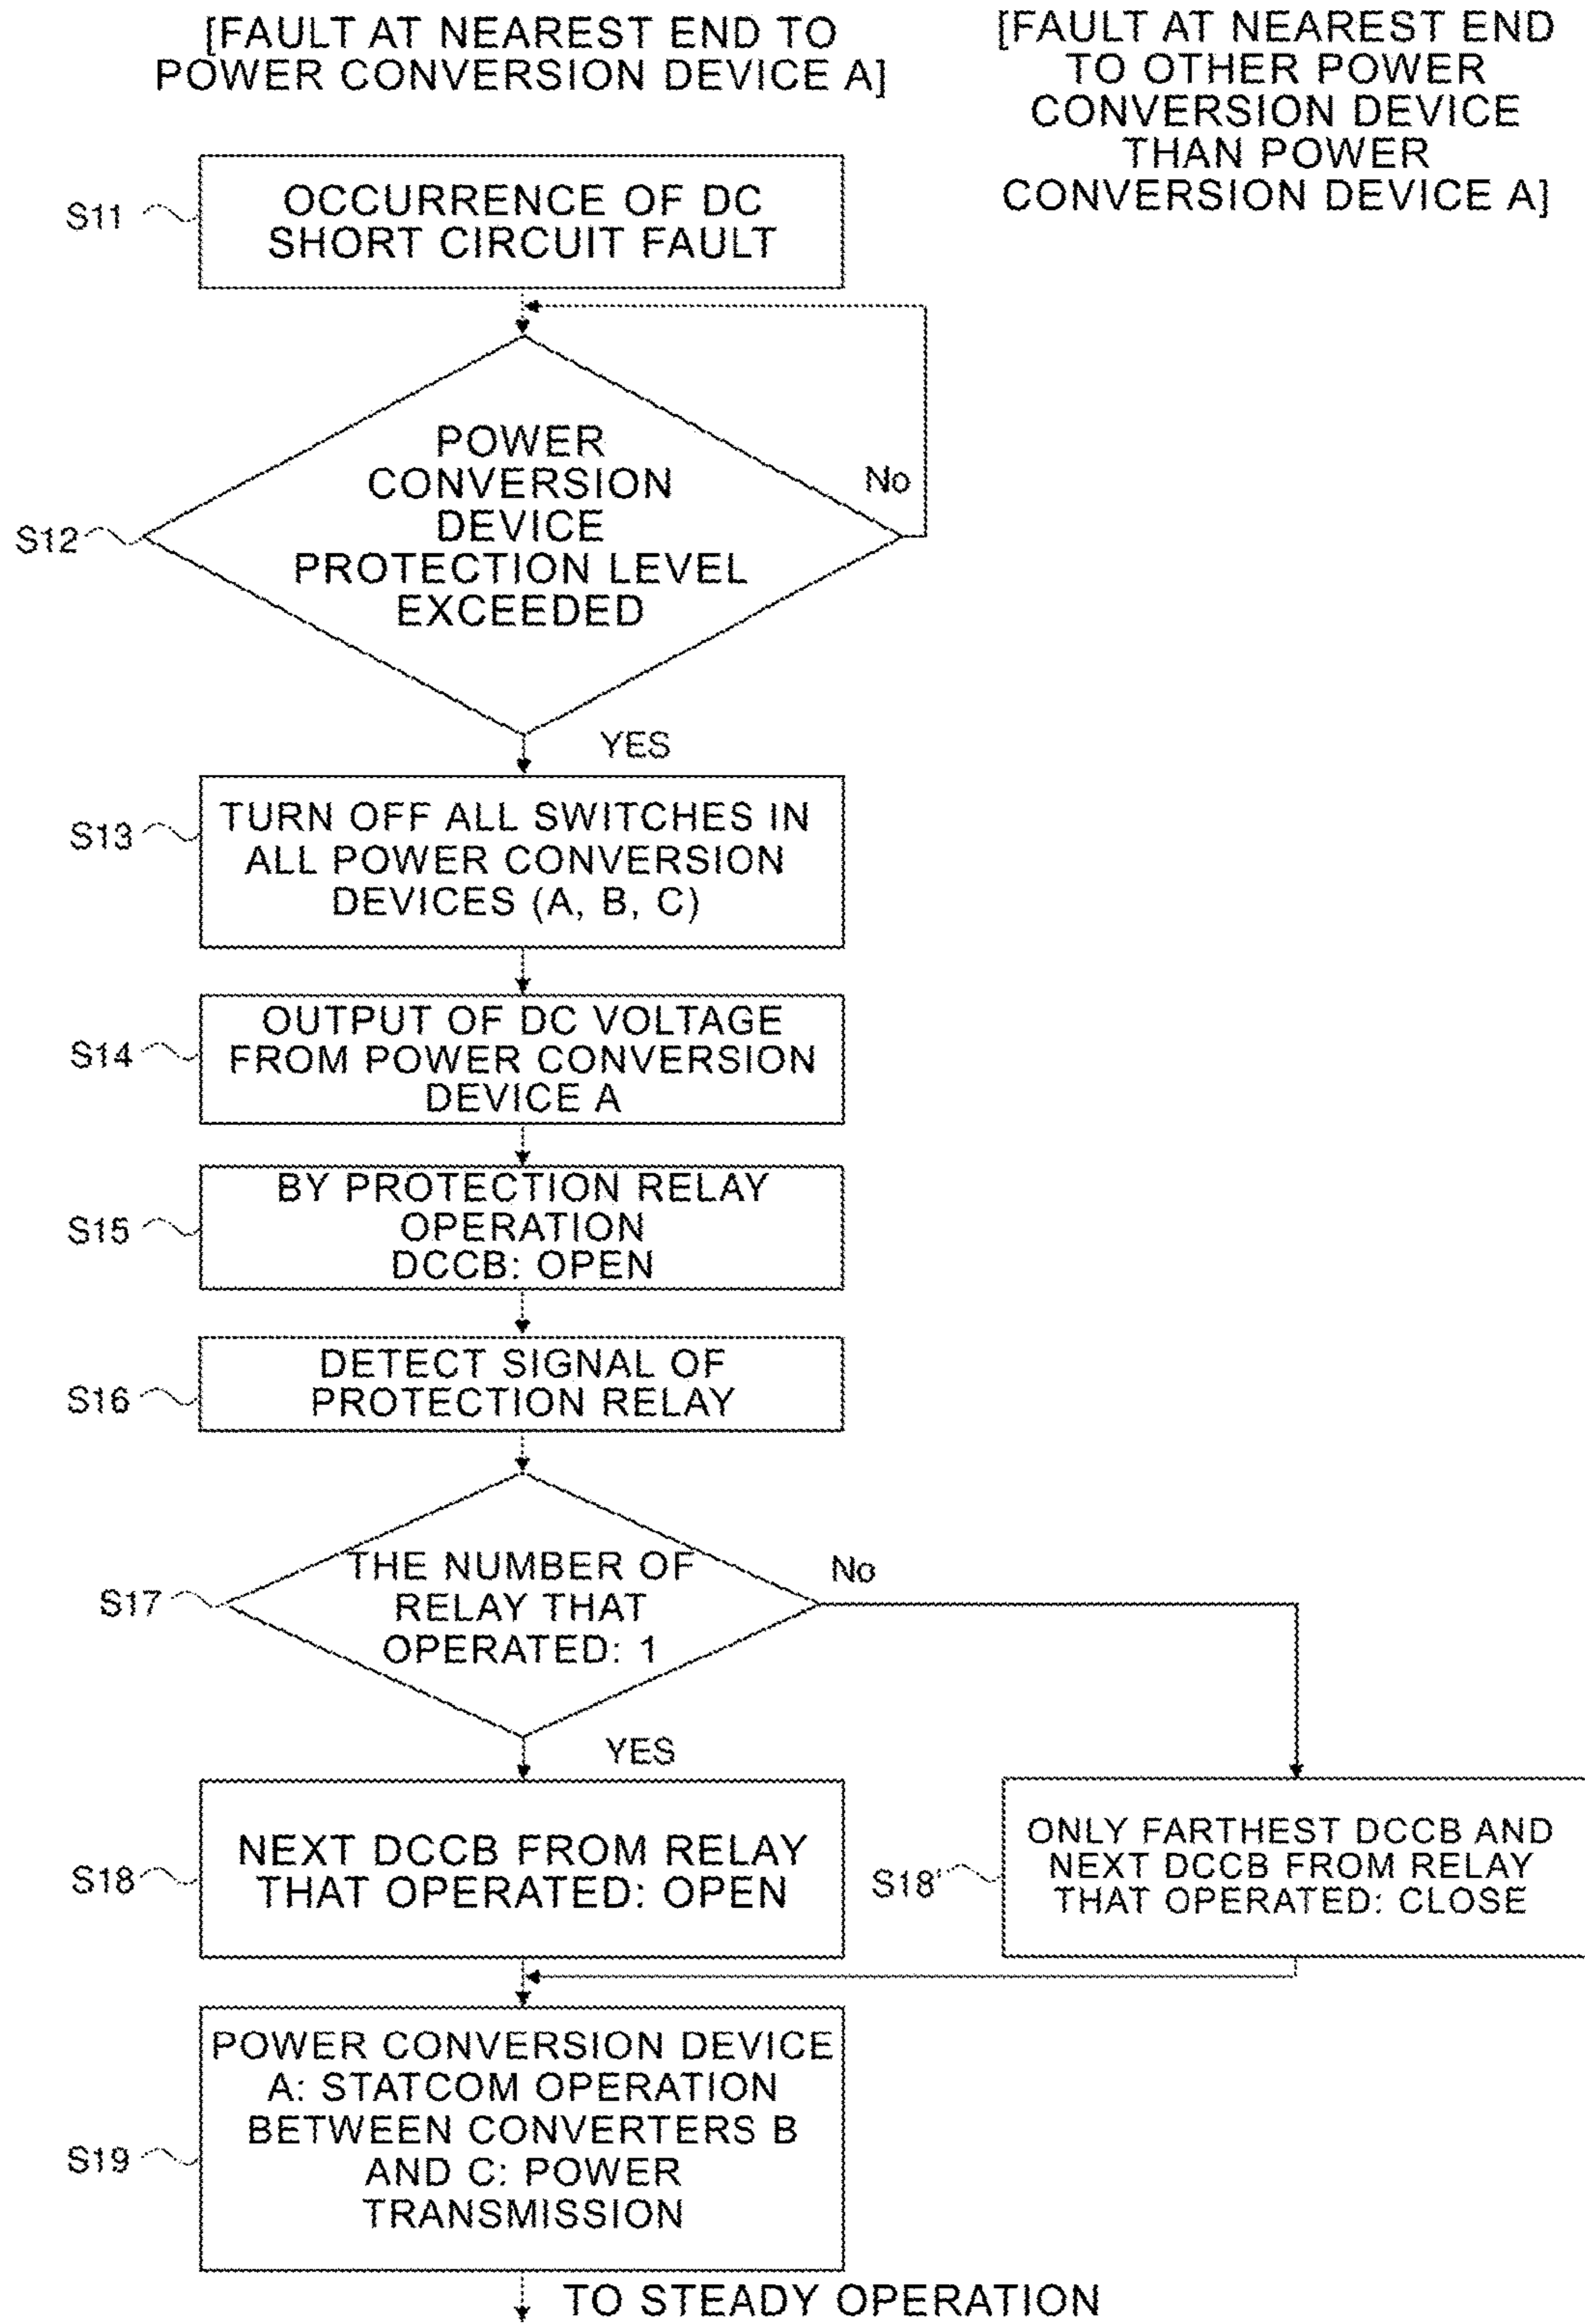 [FAULT AT NEAREST END TO
POWER CONVERSION DEVICE A]
[FAULT AT NEAREST END
TO OTHER POWER
CONVERSION DEVICE
THAN POWER
CONVERSION DEVICE A]
S11
OCCURRENCE OF DC
SHORT CIRCUIT FAULT
S12
POWER
CONVERSION
DEVICE
PROTECTION LEVEL
EXCEEDED
No
YES
S13
TURN OFF ALL SWITCHES IN
ALL POWER CONVERSION
DEVICES (A, B, C)
S14
OUTPUT OF DC VOLTAGE
FROM POWER CONVERSION
DEVICE A
S15
BY PROTECTION RELAY
OPERATION
DCCB: OPEN
S16
DETECT SIGNAL OF
PROTECTION RELAY
S17
THE NUMBER OF
RELAY THAT
OPERATED: 1
No
YES
S18
NEXT DCCB FROM RELAY
THAT OPERATED: OPEN
S18'
ONLY FARTHEST DCCB AND
NEXT DCCB FROM RELAY
THAT OPERATED: CLOSE
S19
POWER CONVERSION DEVICE
A: STATCOM OPERATION
BETWEEN CONVERTERS B
AND C: POWER
TRANSMISSION
TO STEADY OPERATION